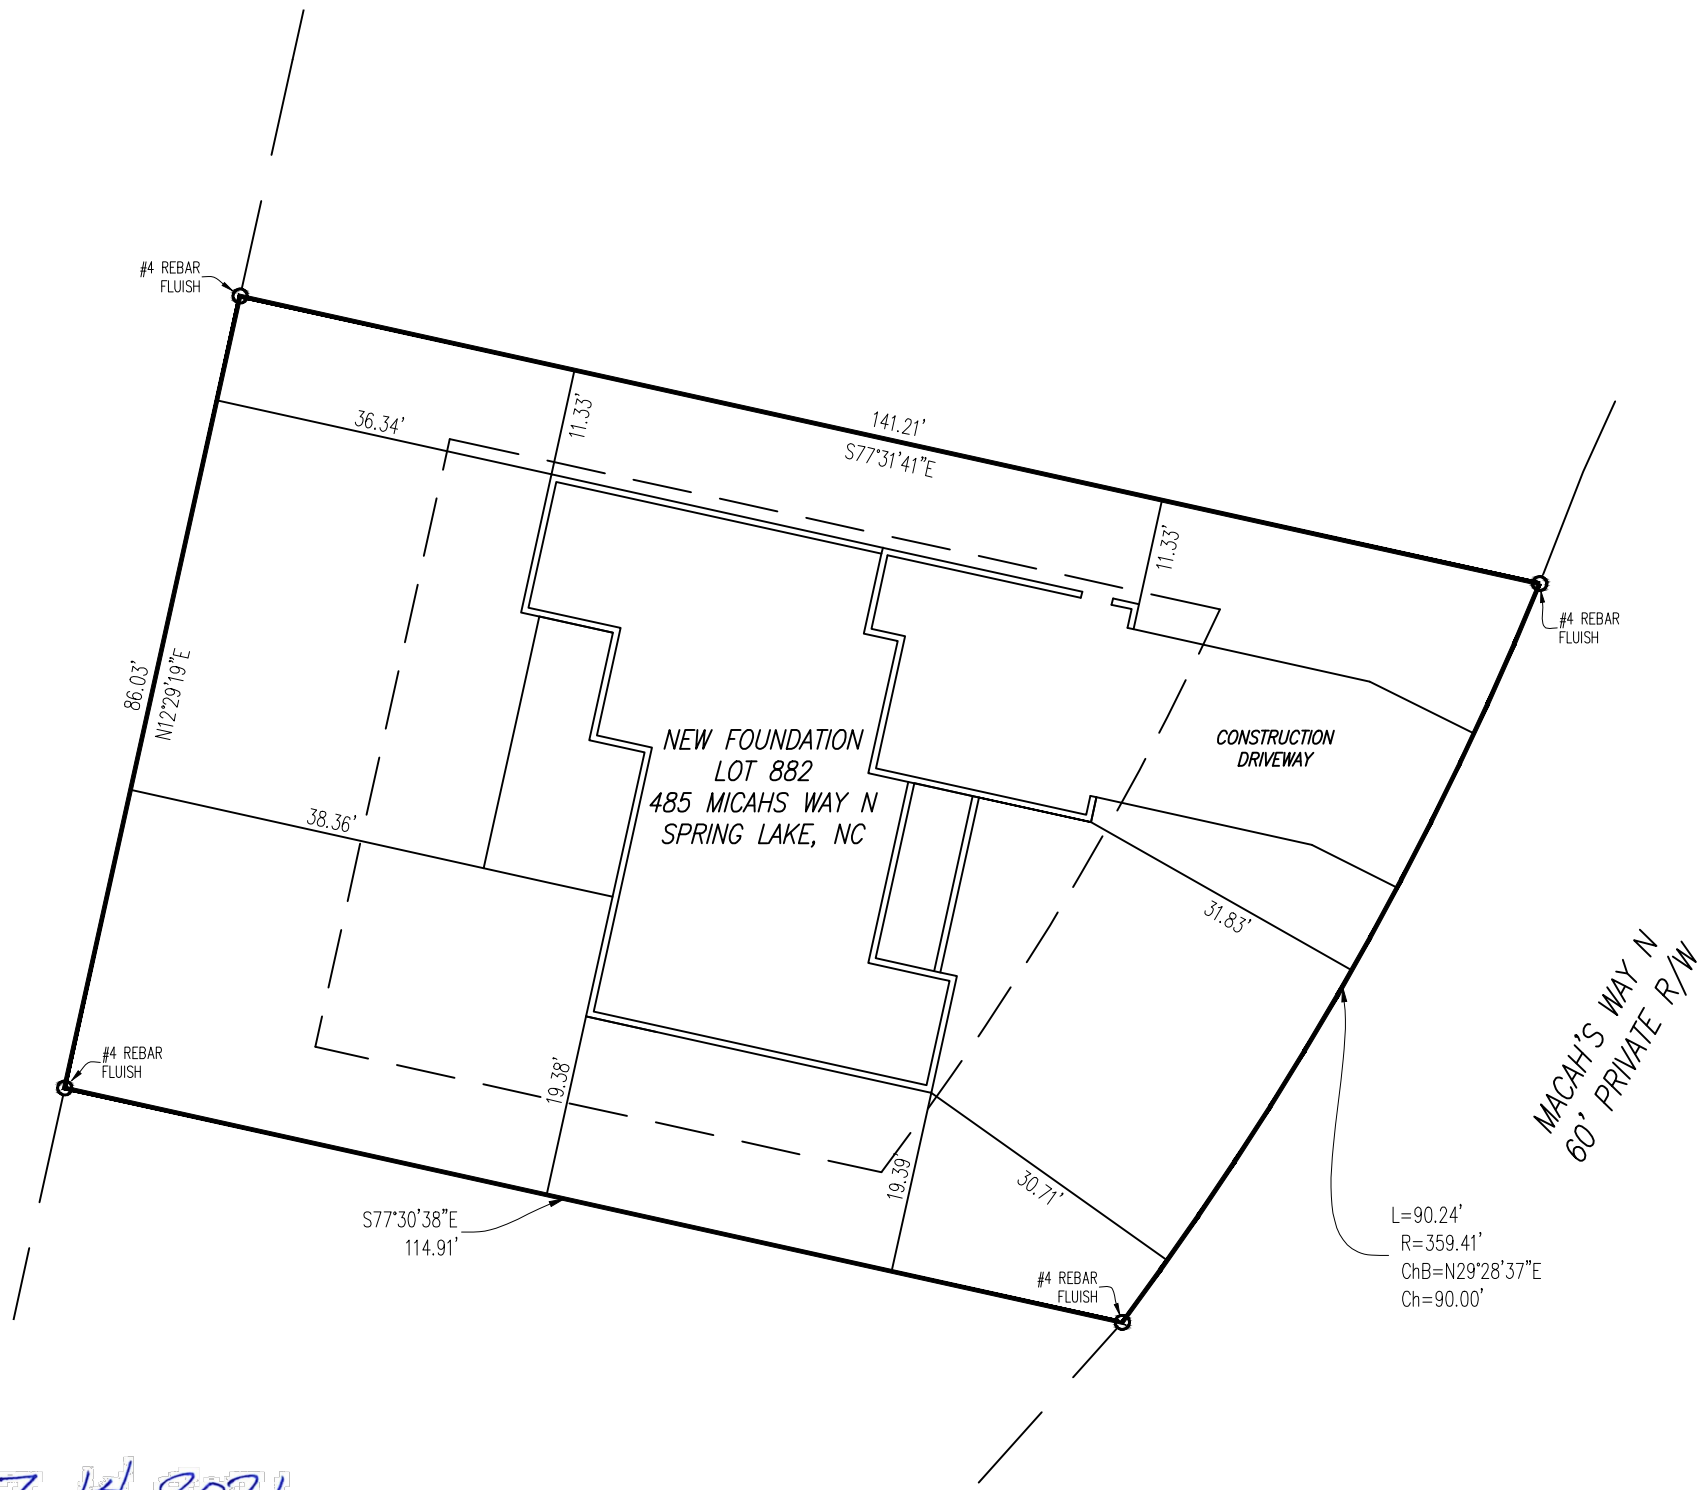 #4 REBAR
FLUISH
36.34'
11.33'
141.21'
S77°31'41"E
11.33'
#4 REBAR
FLUISH
86.03'
N12°29'19"E
NEW FOUNDATION
LOT 882
485 MICAHS WAY N
SPRING LAKE, NC
CONSTRUCTION
DRIVEWAY
38.36'
31.83'
MACAH'S WAY N
60' PRIVATE R/W
#4 REBAR
FLUISH
19.38'
19.39'
30.71'
S77°30'38"E
114.91'
#4 REBAR
FLUISH
L=90.24'
R=359.41'
ChB=N29°28'37"E
Ch=90.00'